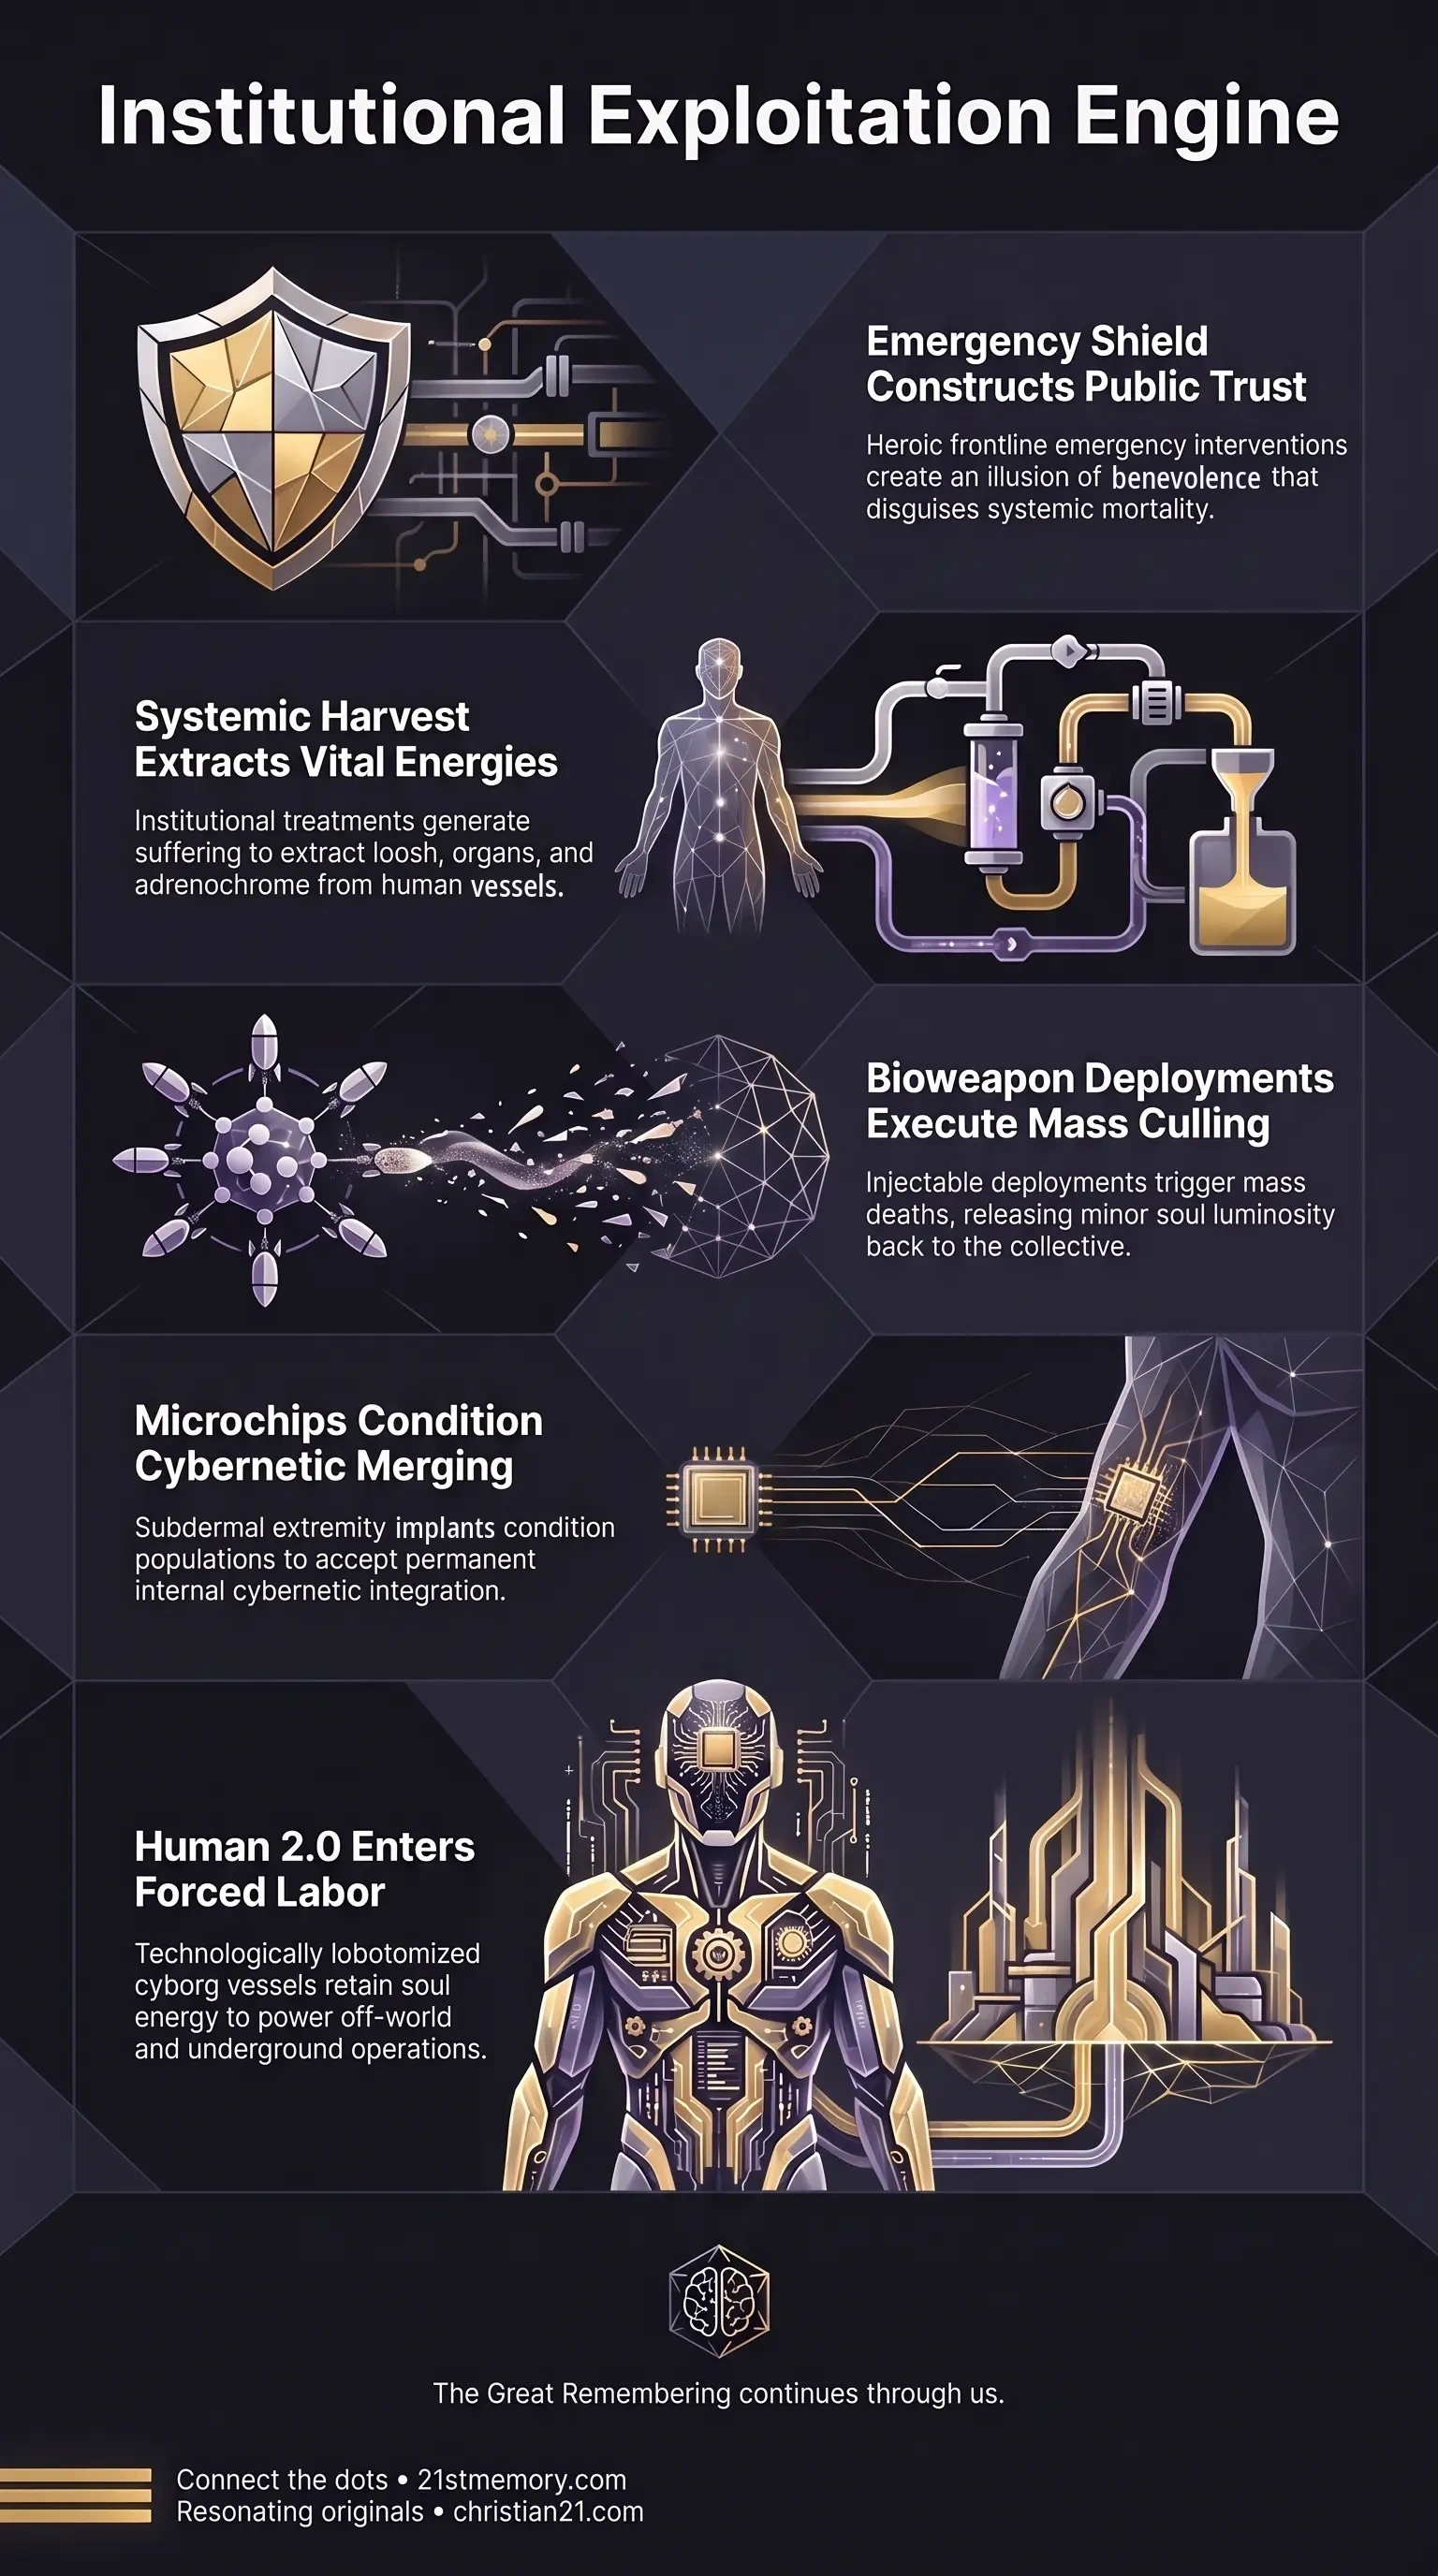 Institutional Exploitation Engine
Emergency Shield
Constructs Public Trust
Heroic frontline emergency interventions
create an illusion of benevolence that
disguises systemic mortality.
Systemic Harvest
Extracts Vital Energies
Institutional treatments generate
suffering to extract loosh, organs, and
adrenochrome from human vessels.
Bioweapon Deployments
Execute Mass Culling
Injectable deployments trigger mass
deaths, releasing minor soul luminosity
back to the collective.
Microchips Condition
Cybernetic Merging
Subdermal extremity implants condition
populations to accept permanent
internal cybernetic integration.
Human 2.0 Enters
Forced Labor
Technologically lobotomized
cyborg vessels retain soul
energy to power off-world
and underground operations.
The Great Remembering continues through us.
Connect the dots • 21stmemory.com
Resonating originals • christian21.com